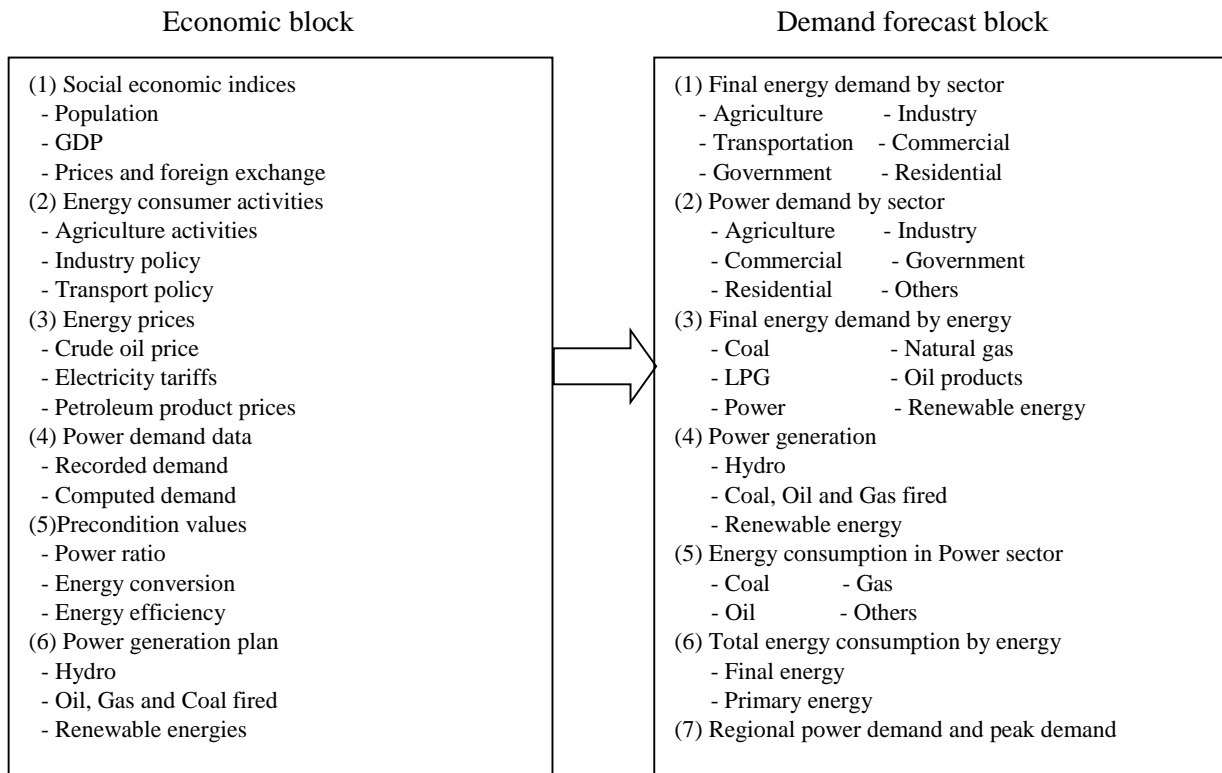 Economic block
(1) Social economic indices
- Population
- GDP
- Prices and foreign exchange
(2) Energy consumer activities
- Agriculture activities
- Industry policy
- Transport policy
(3) Energy prices
- Crude oil price
- Electricity tariffs
- Petroleum product prices
(4) Power demand data
- Recorded demand
- Computed demand
(5)Precondition values
- Power ratio
- Energy conversion
- Energy efficiency
(6) Power generation plan
- Hydro
- Oil, Gas and Coal fired
- Renewable energies
Demand forecast block
(1) Final energy demand by sector
- Agriculture - Industry
- Transportation - Commercial
- Government - Residential
(2) Power demand by sector
- Agriculture - Industry
- Commercial - Government
- Residential - Others
(3) Final energy demand by energy
- Coal - Natural gas
- LPG - Oil products
- Power - Renewable energy
(4) Power generation
- Hydro
- Coal, Oil and Gas fired
- Renewable energy
(5) Energy consumption in Power sector
- Coal - Gas
- Oil - Others
(6) Total energy consumption by energy
- Final energy
- Primary energy
(7) Regional power demand and peak demand